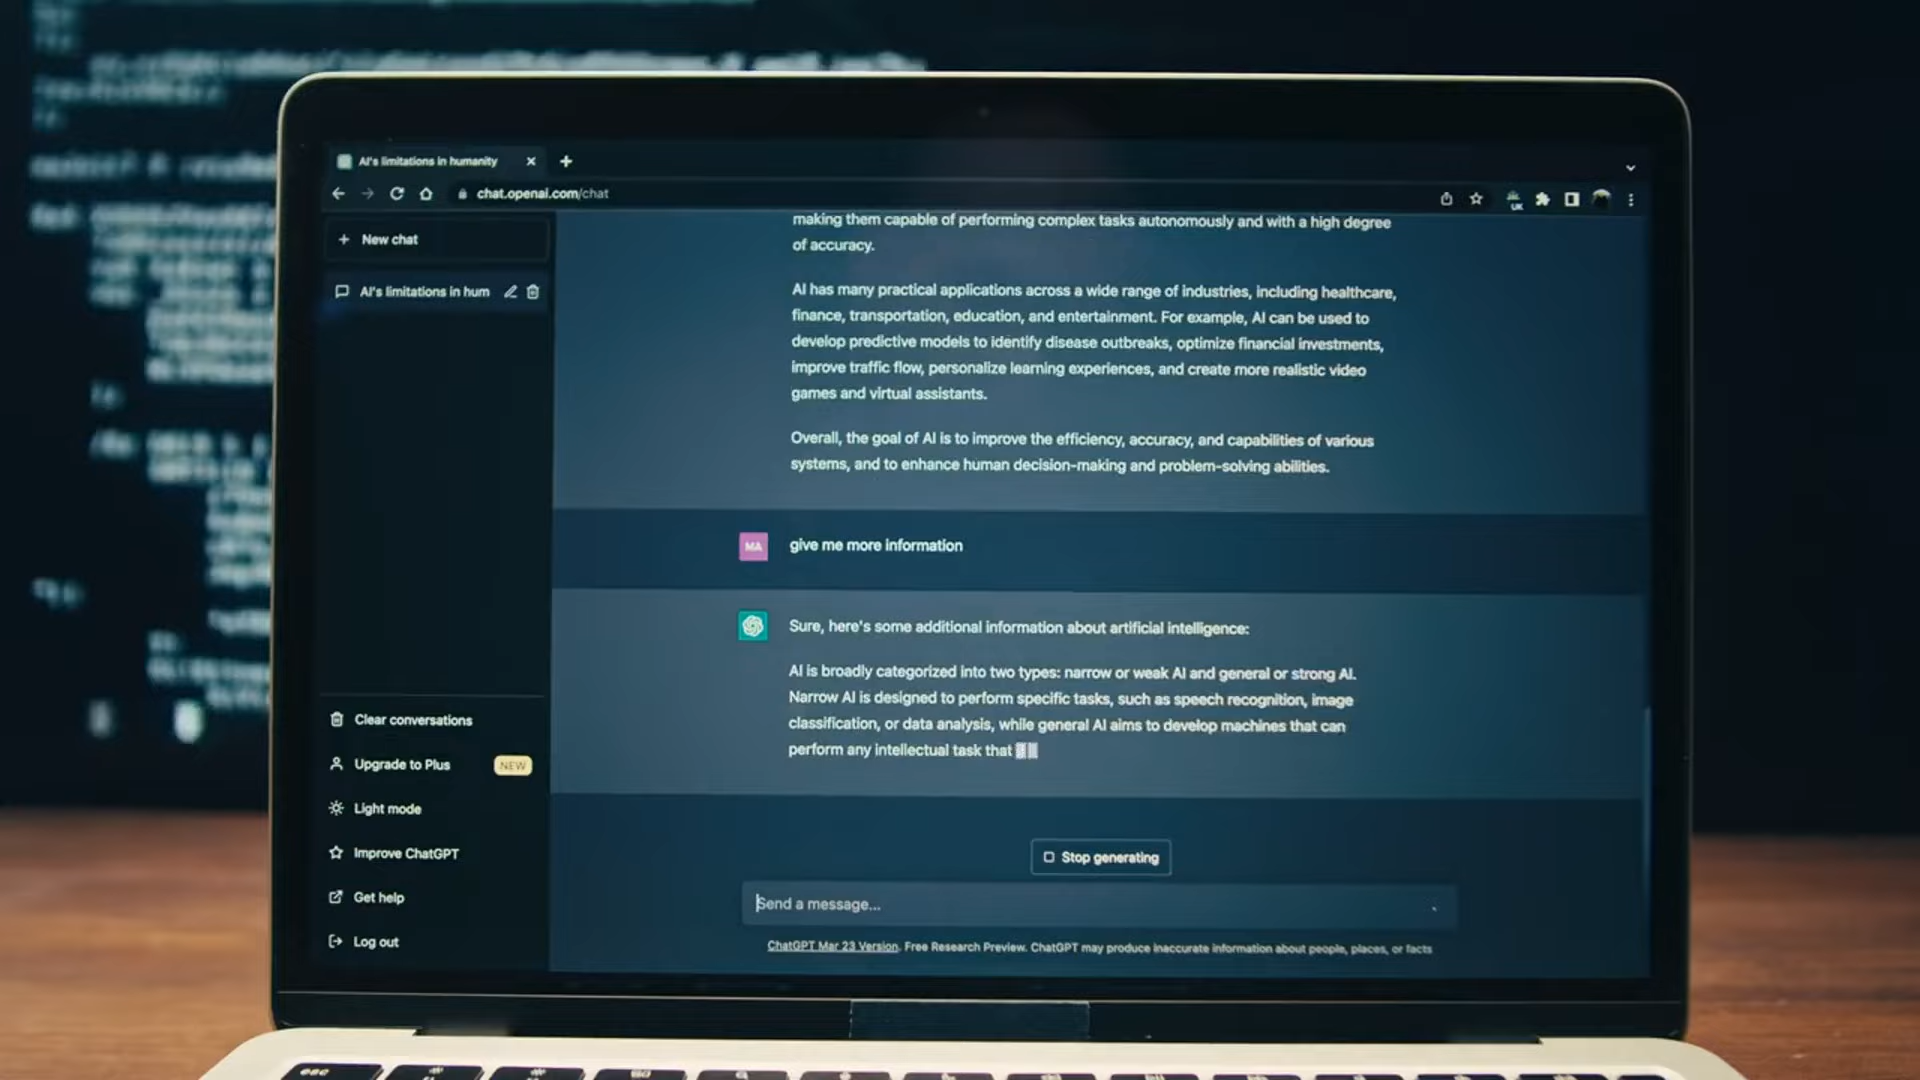 AI's limitations in humanity
chat.openai.com/chat
UK
New chat
AI's limitations in hum
making them capable of performing complex tasks autonomously and with a high degree
of accuracy.
AI has many practical applications across a wide range of industries, including healthcare,
finance, transportation, education, and entertainment. For example, AI can be used to
develop predictive models to identify disease outbreaks, optimize financial investments,
improve traffic flow, personalize learning experiences, and create more realistic video
games and virtual assistants.
Overall, the goal of AI is to improve the efficiency, accuracy, and capabilities of various
systems, and to enhance human decision-making and problem-solving abilities.
MA
give me more information
Sure, here's some additional information about artificial intelligence:
AI is broadly categorized into two types: narrow or weak AI and general or strong AI.
Narrow AI is designed to perform specific tasks, such as speech recognition, image
classification, or data analysis, while general AI aims to develop machines that can
perform any intellectual task that
Clear conversations
Upgrade to Plus NEW
Light mode
Improve ChatGPT
Get help
Log out
Stop generating
Send a message...
ChatGPT Mar 23 Version. Free Research Preview. ChatGPT may produce inaccurate information about people, places, or facts
esc